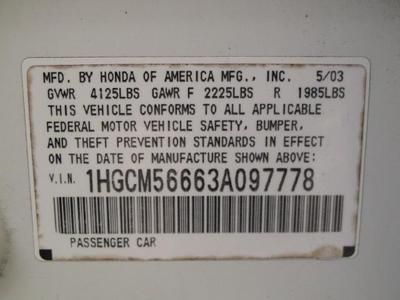 MFD. BY HONDA OF AMERICA MFG., INC. 5/03
GVWR 4125LBS GAWR F 2225LBS R 1985LBS
THIS VEHICLE CONFORMS TO ALL APPLICABLE
FEDERAL MOTOR VEHICLE SAFETY, BUMPER,
AND THEFT PREVENTION STANDARDS IN EFFECT
ON THE DATE OF MANUFACTURE SHOWN ABOVE:
V.I.N. 1HGCM56663A097778
PASSENGER CAR